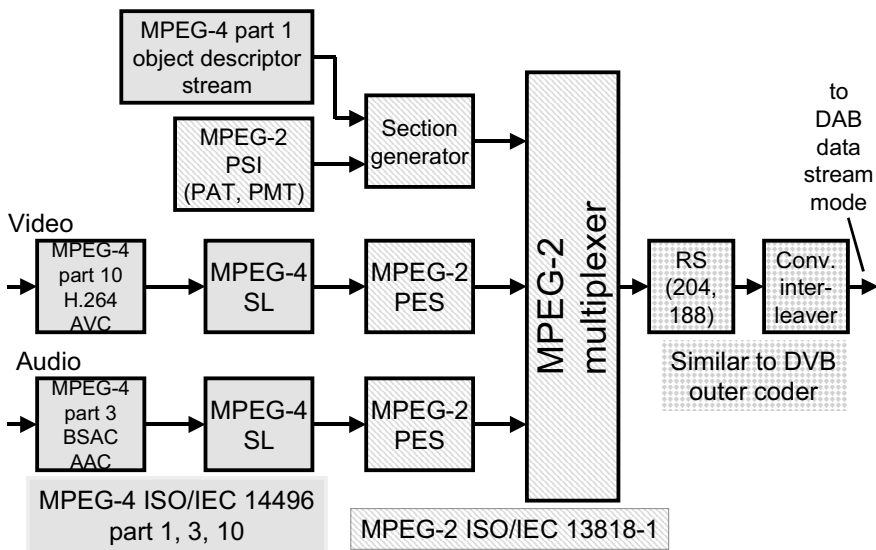 MPEG-4 part 1
object descriptor
stream
MPEG-2
PSI
(PAT, PMT)
Section
generator
to
DAB
data
stream
mode
Video
MPEG-4
part 10
H.264
AVC
MPEG-4
SL
MPEG-2
PES
MPEG-2
multiplexer
RS
(204,
188)
Conv.
inter-
leaver
Similar to DVB
outer coder
Audio
MPEG-4
part 3
BSAC
AAC
MPEG-4
SL
MPEG-2
PES
MPEG-4 ISO/IEC 14496
part 1, 3, 10
MPEG-2 ISO/IEC 13818-1